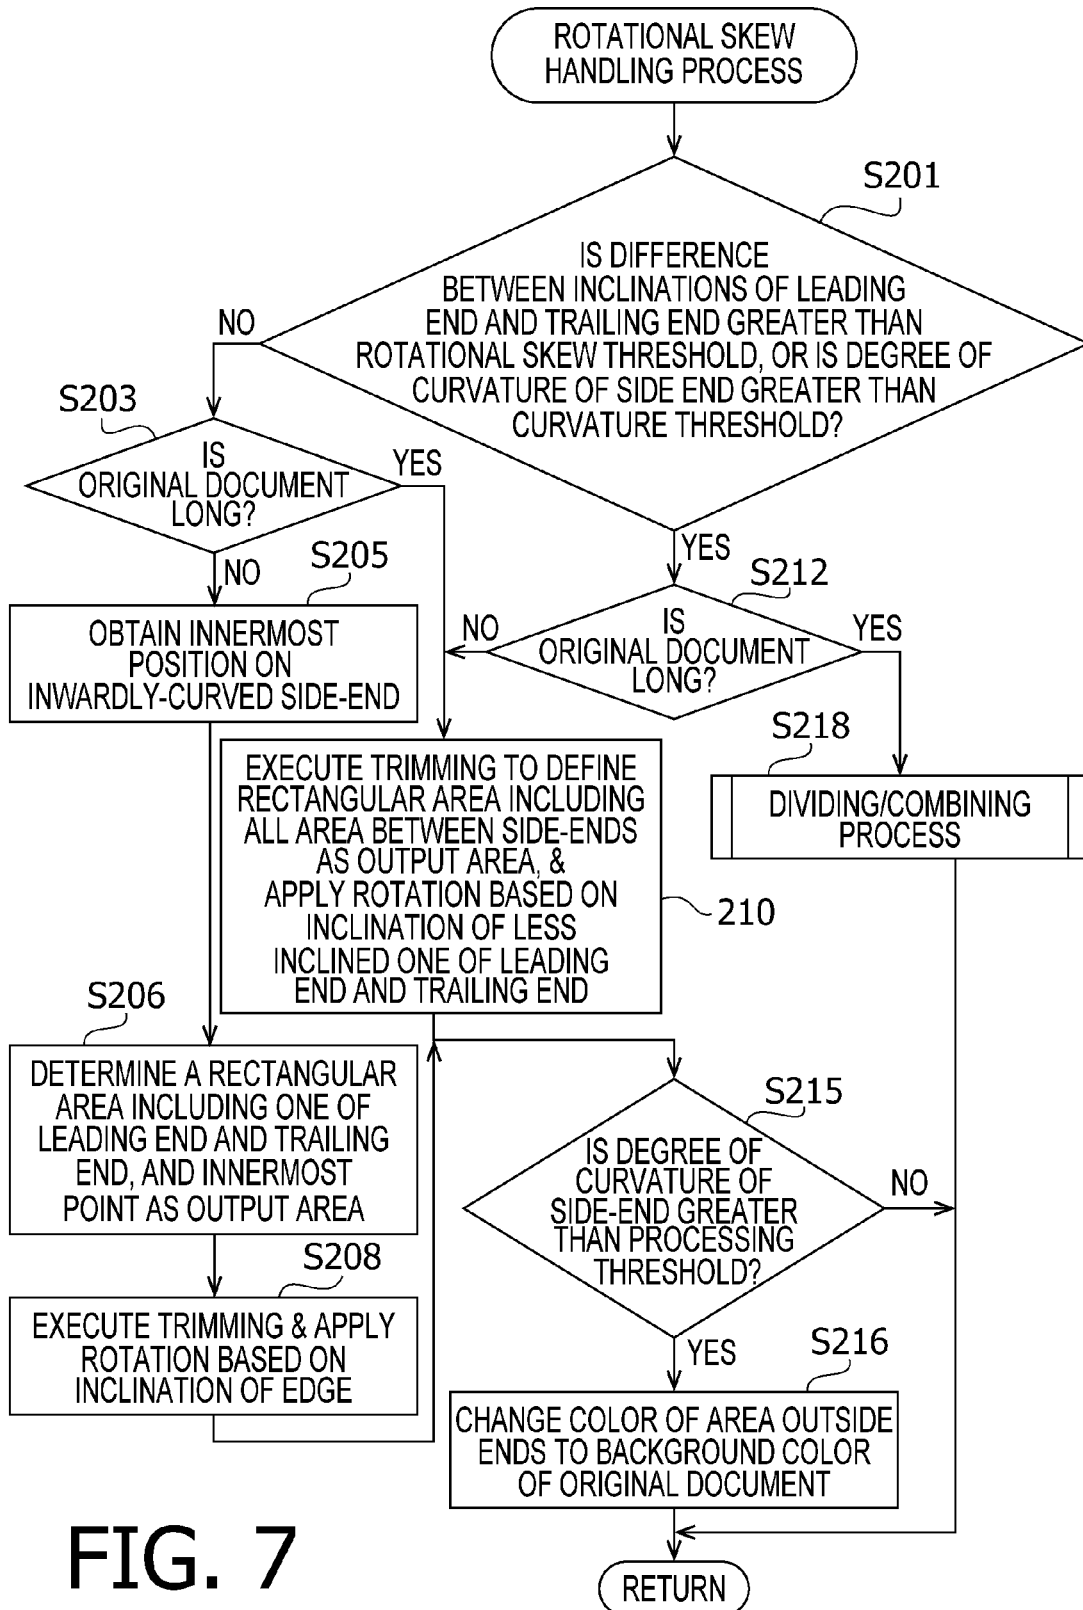 ROTATIONAL SKEW
HANDLING PROCESS
S201
IS DIFFERENCE
BETWEEN INCLINATIONS OF LEADING
END AND TRAILING END GREATER THAN
ROTATIONAL SKEW THRESHOLD, OR IS DEGREE OF
CURVATURE OF SIDE END GREATER THAN
CURVATURE THRESHOLD?
NO
YES
S203
IS
ORIGINAL DOCUMENT
LONG?
YES
NO
S205
OBTAIN INNERMOST
POSITION ON
INWARDLY-CURVED SIDE-END
S212
IS
ORIGINAL DOCUMENT
LONG?
NO
YES
S218
DIVIDING/COMBINING
PROCESS
EXECUTE TRIMMING TO DEFINE
RECTANGULAR AREA INCLUDING
ALL AREA BETWEEN SIDE-ENDS
AS OUTPUT AREA, &
APPLY ROTATION BASED ON
INCLINATION OF LESS
INCLINED ONE OF LEADING
END AND TRAILING END
210
S206
DETERMINE A RECTANGULAR
AREA INCLUDING ONE OF
LEADING END AND TRAILING
END, AND INNERMOST
POINT AS OUTPUT AREA
S208
EXECUTE TRIMMING & APPLY
ROTATION BASED ON
INCLINATION OF EDGE
S215
IS DEGREE OF
CURVATURE OF
SIDE-END GREATER
THAN PROCESSING
THRESHOLD?
NO
YES
S216
CHANGE COLOR OF AREA OUTSIDE
ENDS TO BACKGROUND COLOR
OF ORIGINAL DOCUMENT
RETURN
FIG. 7